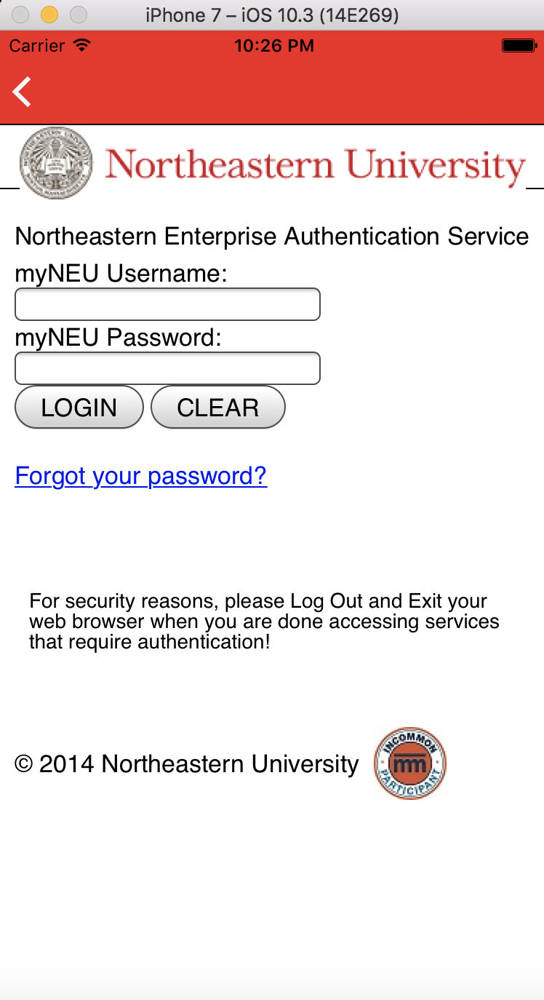 iPhone 7 – iOS 10.3 (14E269)
Carrier 10:26 PM
Northeastern University
Northeastern Enterprise Authentication Service
myNEU Username:
myNEU Password:
LOGIN CLEAR
Forgot your password?
For security reasons, please Log Out and Exit your
web browser when you are done accessing services
that require authentication!
© 2014 Northeastern University
INCOMMON
PARTICIPANT